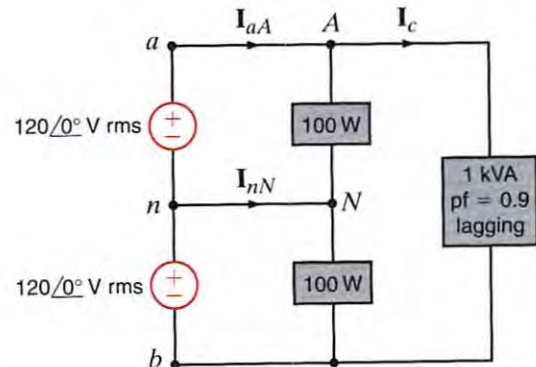 I_aA
A
I_c
a
120/0° V rms
+
−
100 W
1 kVA
pf = 0.9
lagging
I_nN
n
N
120/0° V rms
+
−
100 W
b